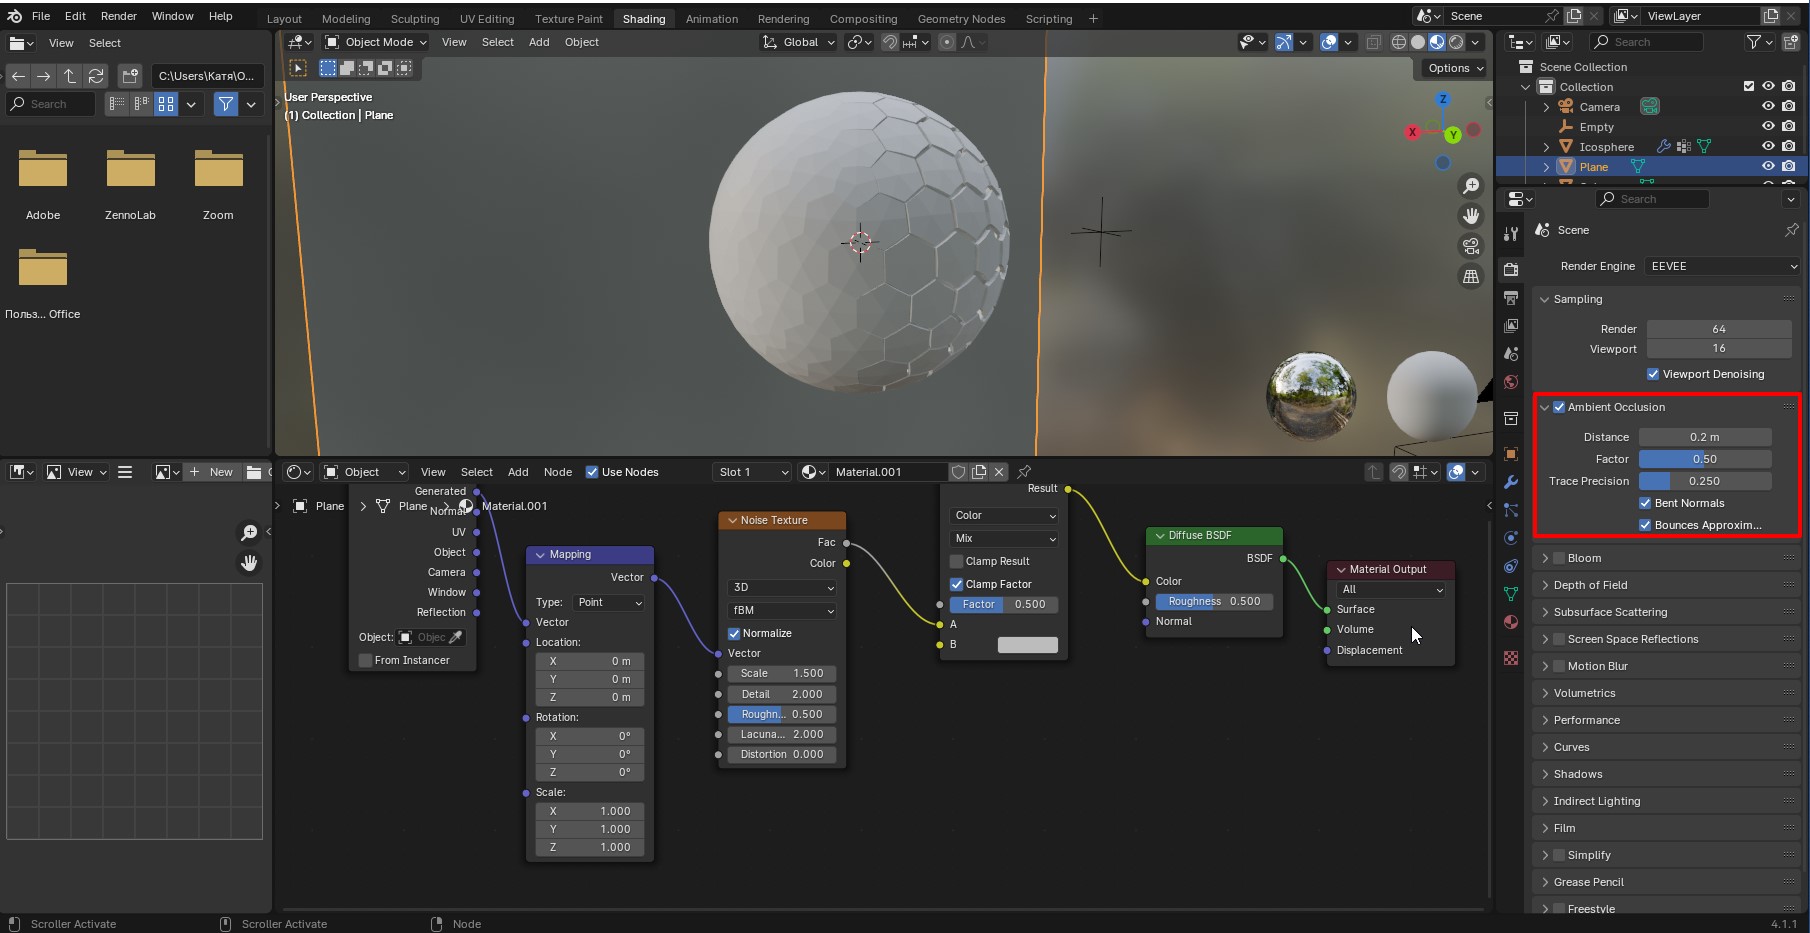 File Edit Render Window Help
Layout Modeling Sculpting UV Editing Texture Paint Shading Animation Rendering Compositing Geometry Nodes Scripting +
Scene
ViewLayer
View Select
C:\Users\Катя\О...
Search
Adobe
ZennoLab
Zoom
Польз... Office
Object Mode View Select Add Object
Global
Options
User Perspective
(1) Collection | Plane
Z
X
Y
Search
Scene Collection
Collection
Camera
Empty
Icosphere
Plane
Search
Scene
Render Engine EEVEE
Sampling
Render 64
Viewport 16
Viewport Denoising
Ambient Occlusion
Distance 0.2 m
Factor 0.50
Trace Precision 0.250
Bent Normals
Bounces Approxim...
Bloom
Depth of Field
Subsurface Scattering
Screen Space Reflections
Motion Blur
Volumetrics
Performance
Curves
Shadows
Indirect Lighting
Film
Simplify
Grease Pencil
Freestyle
View
New
Object View Select Add Node Use Nodes
Slot 1
Material.001
Plane > Plane > Material.001
Generated
Normal
UV
Object
Camera
Window
Reflection
Object: Objec
From Instancer
Mapping
Vector
Type: Point
Vector
Location:
X 0 m
Y 0 m
Z 0 m
Rotation:
X 0°
Y 0°
Z 0°
Scale:
X 1.000
Y 1.000
Z 1.000
Noise Texture
Fac
Color
3D
fBM
Normalize
Vector
Scale 1.500
Detail 2.000
Roughn... 0.500
Lacuna... 2.000
Distortion 0.000
Result
Color
Mix
Clamp Result
Clamp Factor
Factor 0.500
A
B
Diffuse BSDF
BSDF
Color
Roughness 0.500
Normal
Material Output
All
Surface
Volume
Displacement
Scroller Activate
Scroller Activate
Node
4.1.1